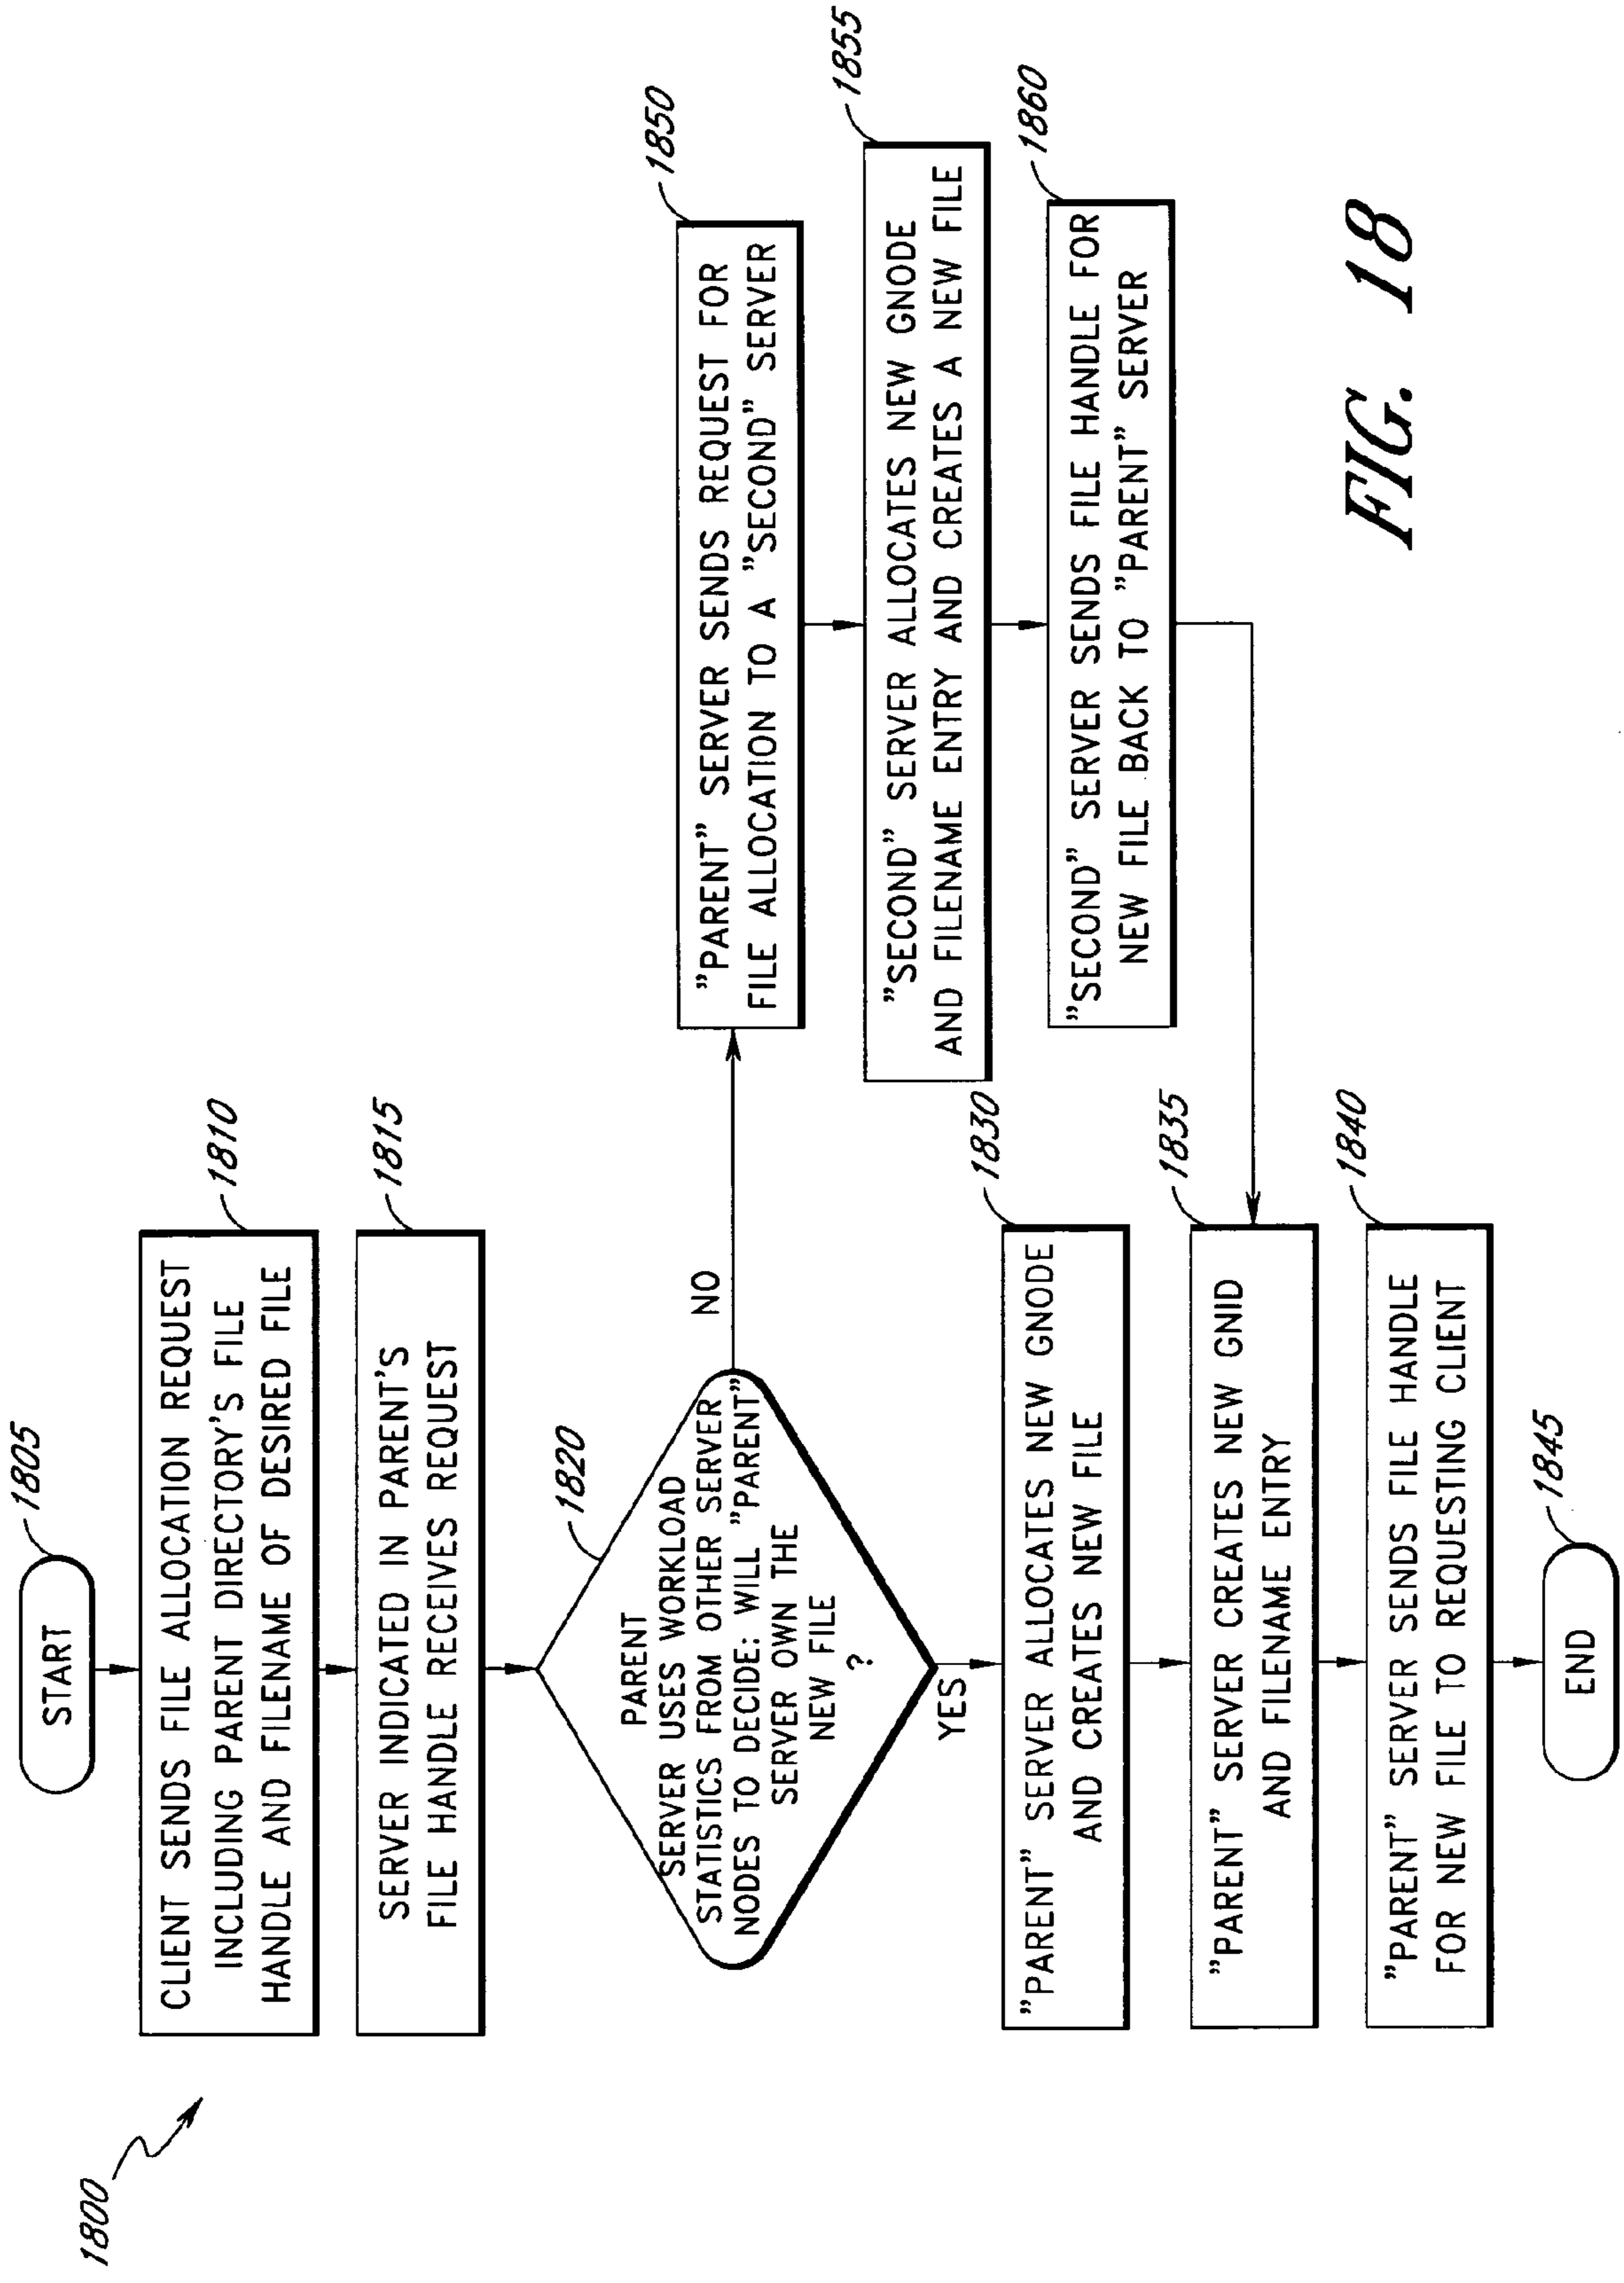 1800
START
1805
CLIENT SENDS FILE ALLOCATION REQUEST
INCLUDING PARENT DIRECTORY'S FILE
HANDLE AND FILENAME OF DESIRED FILE
1810
SERVER INDICATED IN PARENT'S
FILE HANDLE RECEIVES REQUEST
1815
PARENT
SERVER USES WORKLOAD
STATISTICS FROM OTHER SERVER
NODES TO DECIDE: WILL "PARENT"
SERVER OWN THE
NEW FILE
?
1820
NO
YES
"PARENT" SERVER ALLOCATES NEW GNODE
AND CREATES NEW FILE
1830
"PARENT" SERVER CREATES NEW GNID
AND FILENAME ENTRY
1835
"PARENT" SERVER SENDS FILE HANDLE
FOR NEW FILE TO REQUESTING CLIENT
1840
END
1845
"PARENT" SERVER SENDS REQUEST FOR
FILE ALLOCATION TO A "SECOND" SERVER
1850
"SECOND" SERVER ALLOCATES NEW GNODE
AND FILENAME ENTRY AND CREATES A NEW FILE
1855
"SECOND" SERVER SENDS FILE HANDLE FOR
NEW FILE BACK TO "PARENT" SERVER
1860
FIG. 18